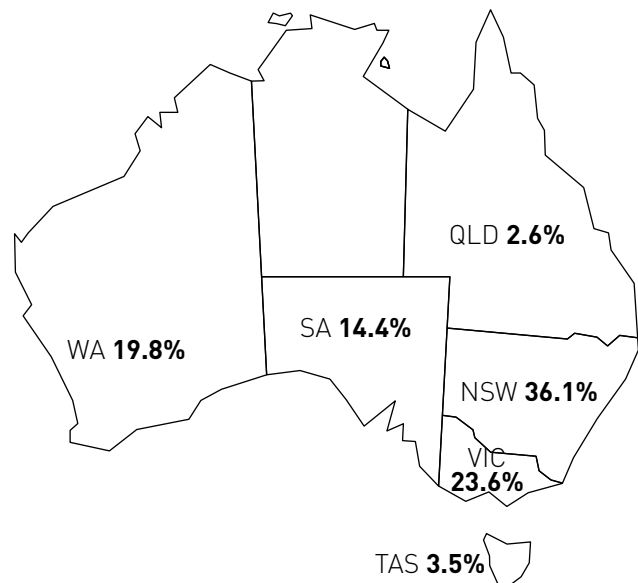 QLD 2.6%
SA 14.4%
WA 19.8%
NSW 36.1%
VIC
23.6%
TAS 3.5%